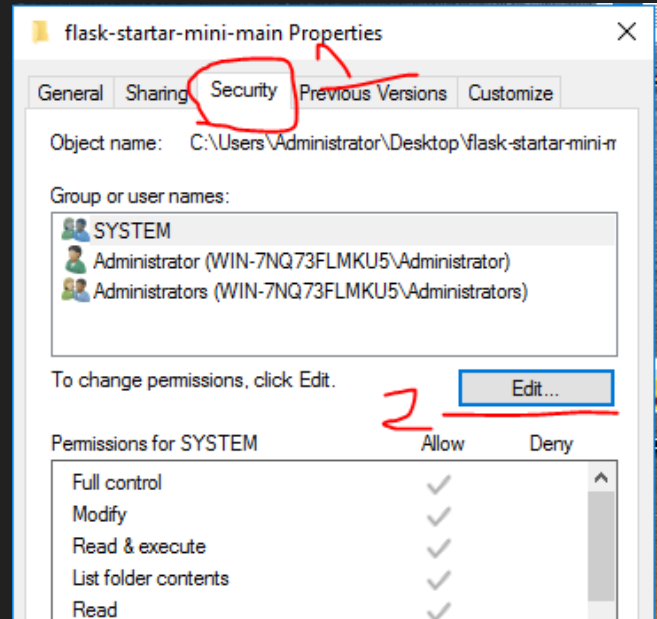 flask-startar-mini-main Properties
1
General Sharing Security Previous Versions Customize
Object name: C:\Users\Administrator\Desktop\flask-startar-mini-m
Group or user names:
SYSTEM
Administrator (WIN-7NQ73FLMKU5\Administrator)
Administrators (WIN-7NQ73FLMKU5\Administrators)
To change permissions, click Edit.
Edit...
2
Permissions for SYSTEM Allow Deny
Full control
Modify
Read & execute
List folder contents
Read